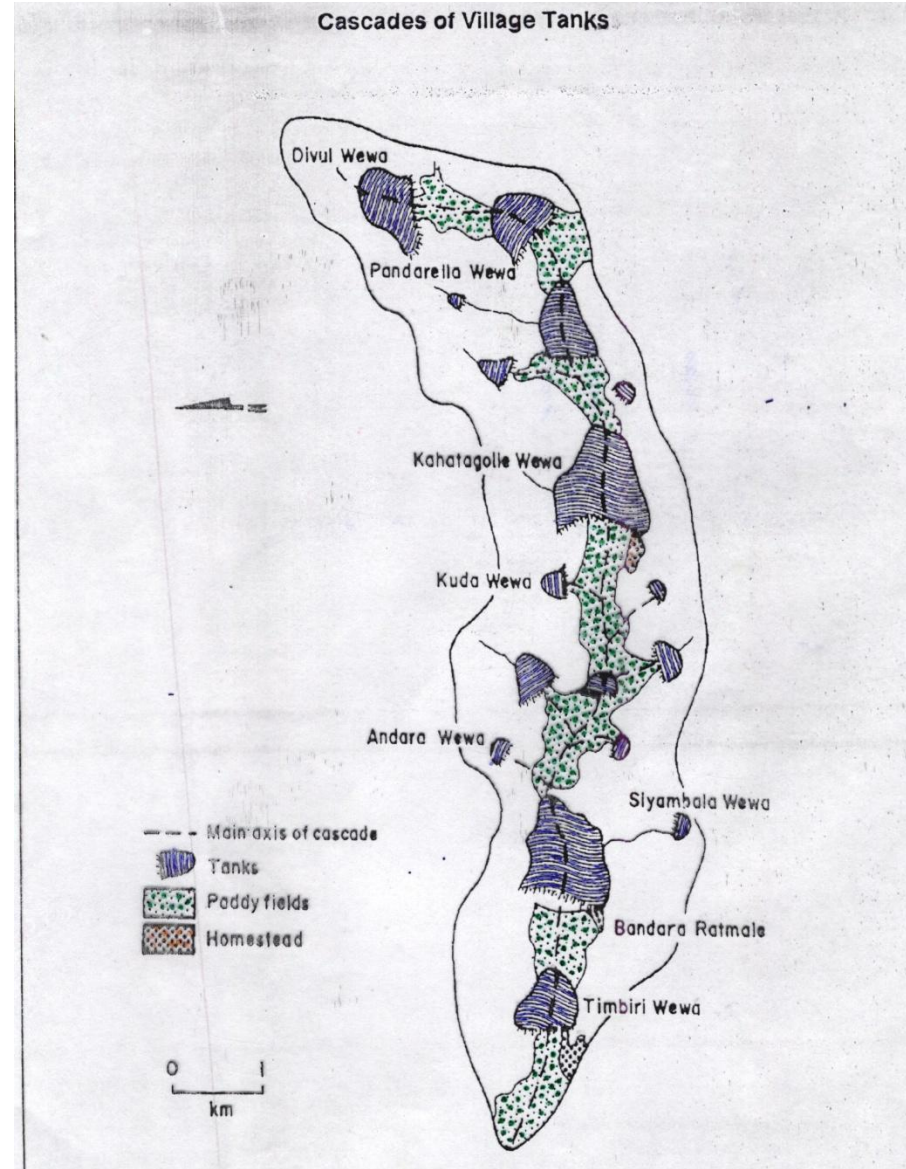 Cascades of Village Tanks
Divul Wewa
Pandarella Wewa
Kahatagolle Wewa
Kuda Wewa
Andara Wewa
Siyambala Wewa
Bandara Ratmale
Timbiri Wewa
Main axis of cascade
Tanks
Paddy fields
Homestead
0 1
km